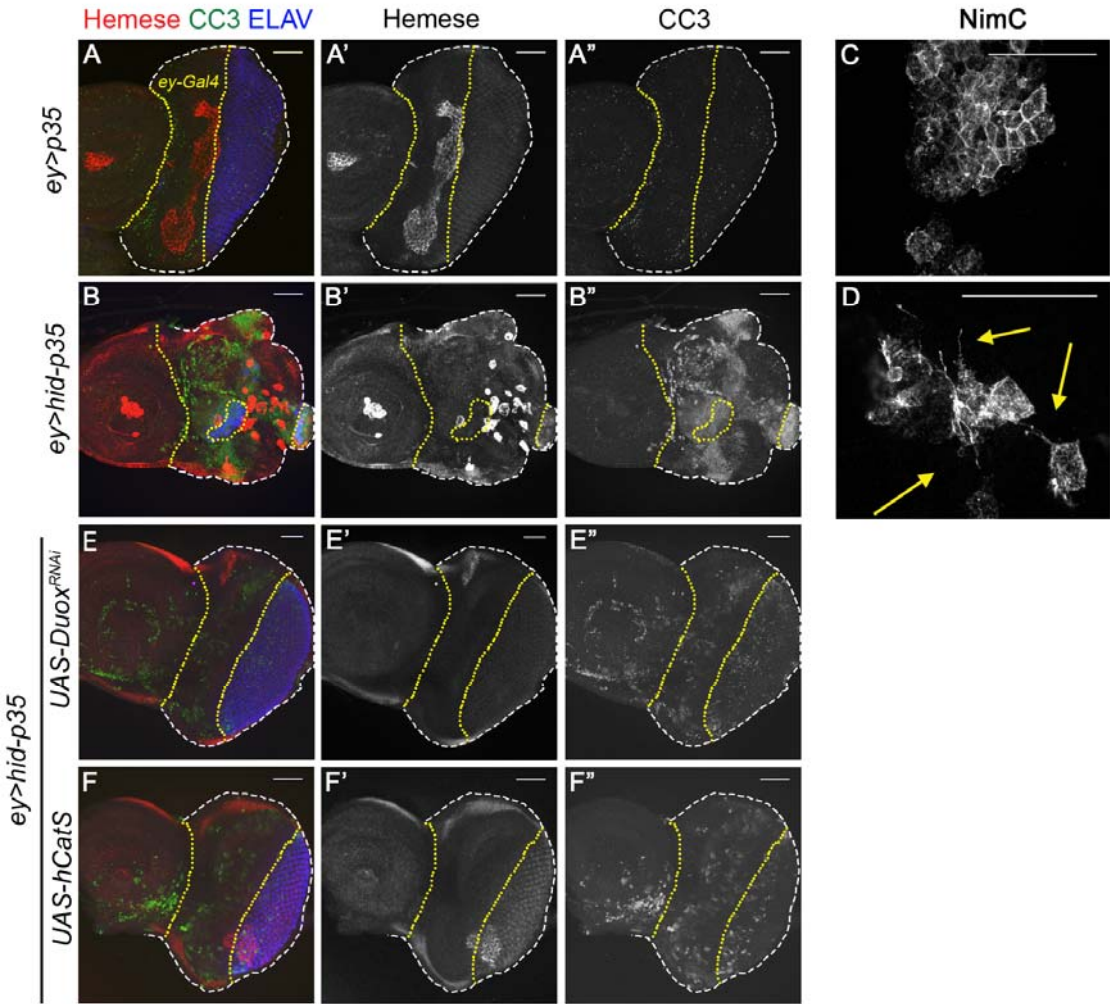 Hemese CC3 ELAV
Hemese
CC3
NimC
ey>p35
A
ey-Gal4
A'
A"
C
ey>hid-p35
B
B'
B"
D
ey>hid-p35
UAS-Duox^RNAi
E
E'
E"
UAS-hCatS
F
F'
F"